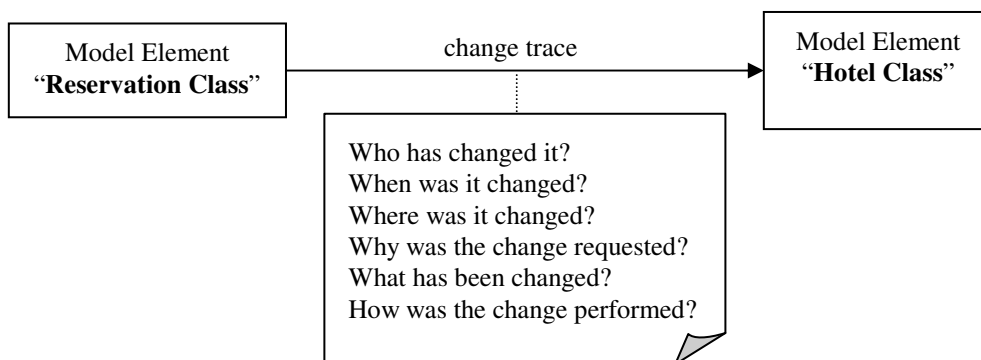 Model Element
“Reservation Class”
change trace
Model Element
“Hotel Class”
Who has changed it?
When was it changed?
Where was it changed?
Why was the change requested?
What has been changed?
How was the change performed?